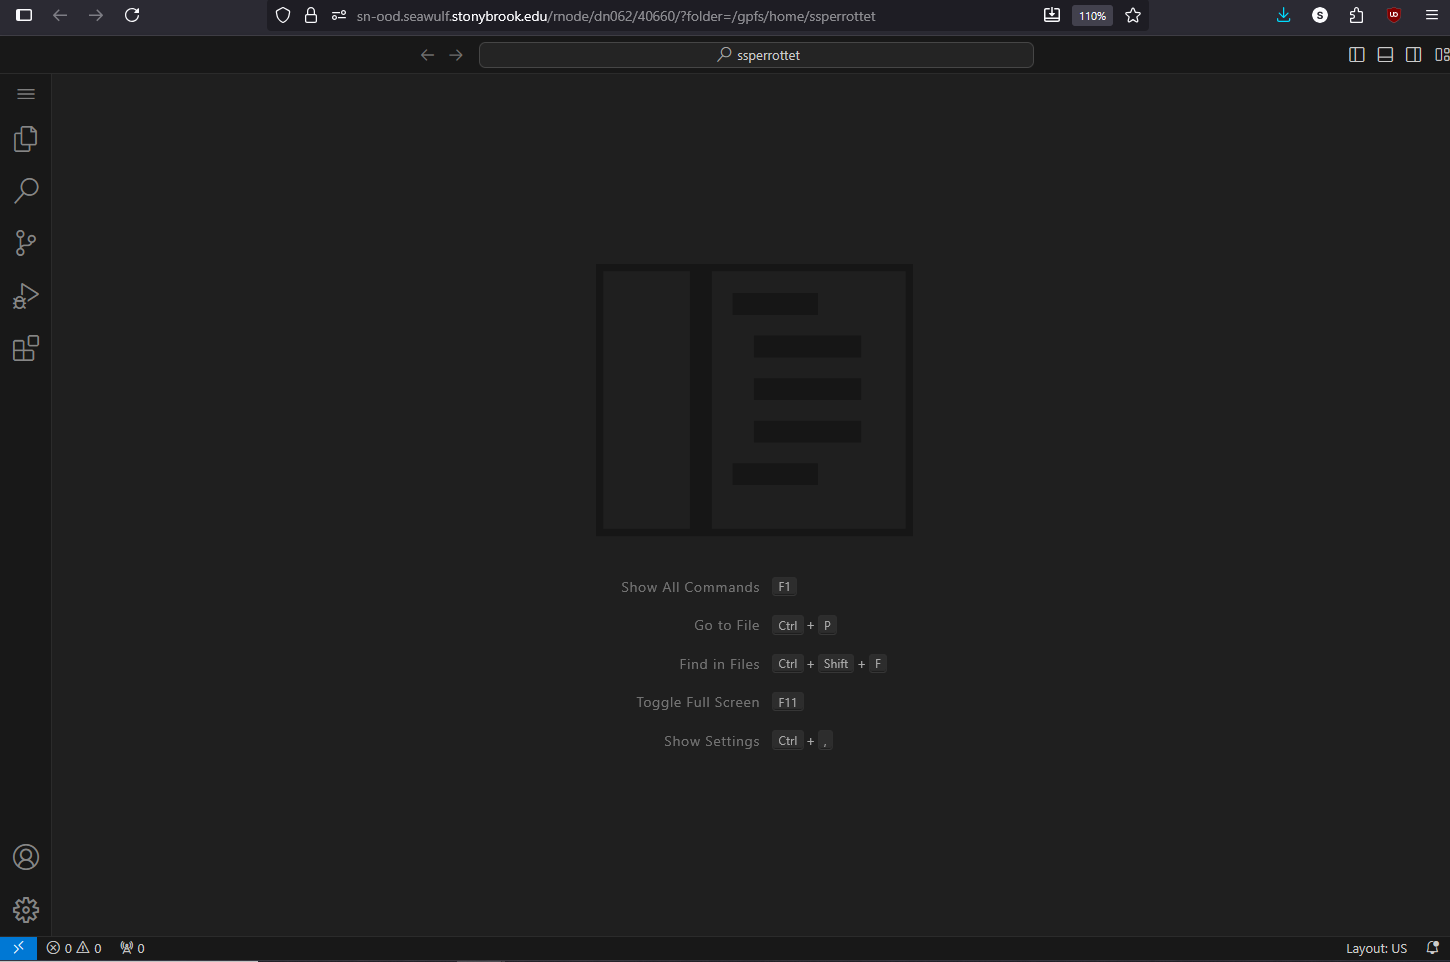 sn-ood.seawulf.stonybrook.edu/rnode/dn062/40660/?folder=/gpfs/home/ssperrottet
110%
S
UD
ssperrottet
Show All Commands F1
Go to File Ctrl + P
Find in Files Ctrl + Shift + F
Toggle Full Screen F11
Show Settings Ctrl + ,
0 0 0
Layout: US